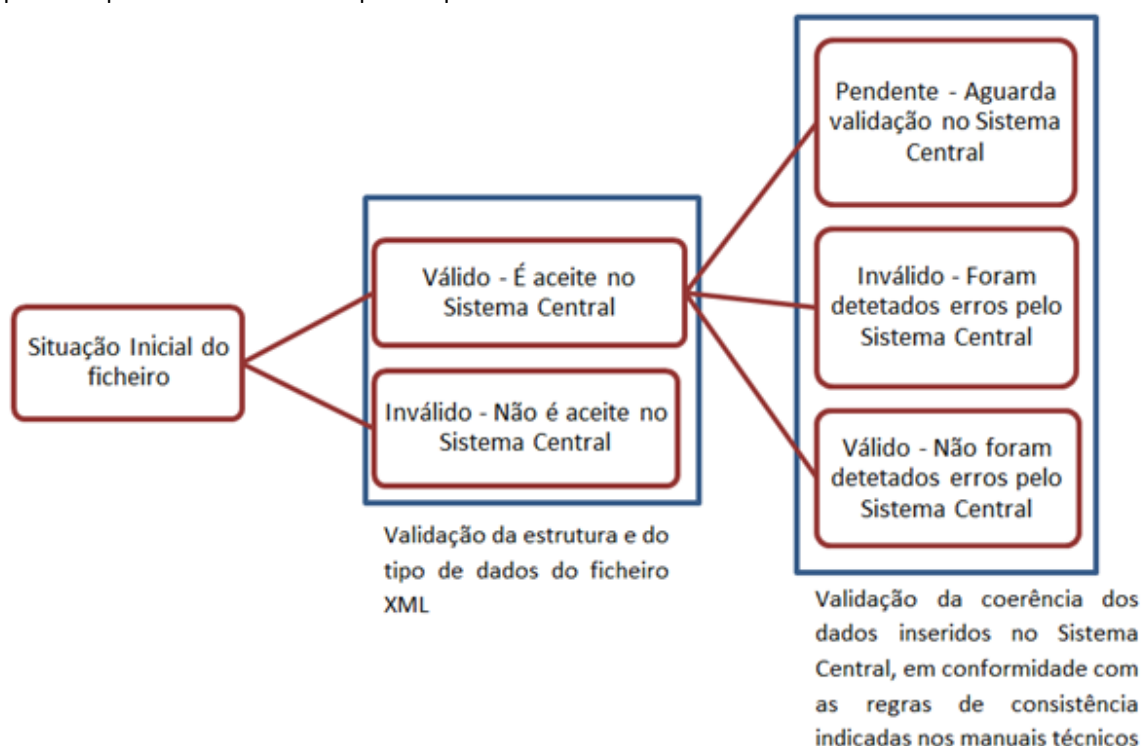 Situação Inicial do
ficheiro
Válido - É aceite no
Sistema Central
Inválido - Não é aceite no
Sistema Central
Validação da estrutura e do
tipo de dados do ficheiro
XML
Pendente - Aguarda
validação no Sistema
Central
Inválido - Foram
detetados erros pelo
Sistema Central
Válido - Não foram
detetados erros pelo
Sistema Central
Validação da coerência dos
dados inseridos no Sistema
Central, em conformidade com
as regras de consistência
indicadas nos manuais técnicos